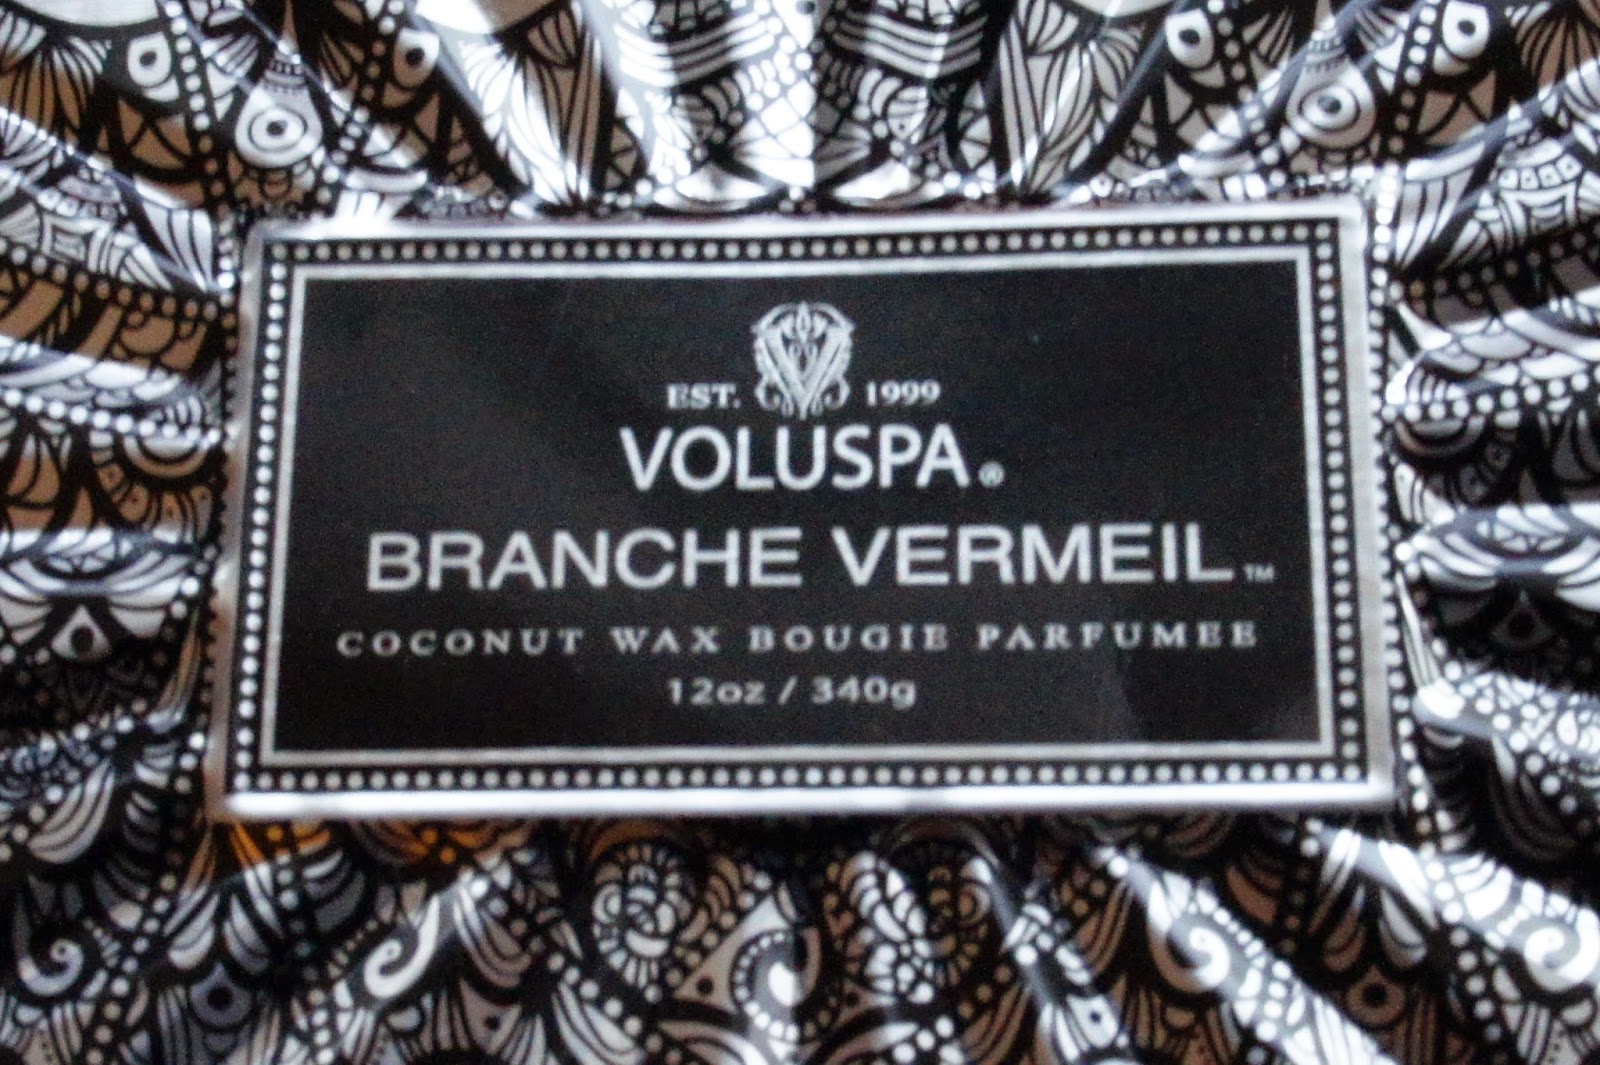 EST. 1999
VOLUSPA®
BRANCHE VERMEIL™
COCONUT WAX BOUGIE PARFUMEE
12oz / 340g